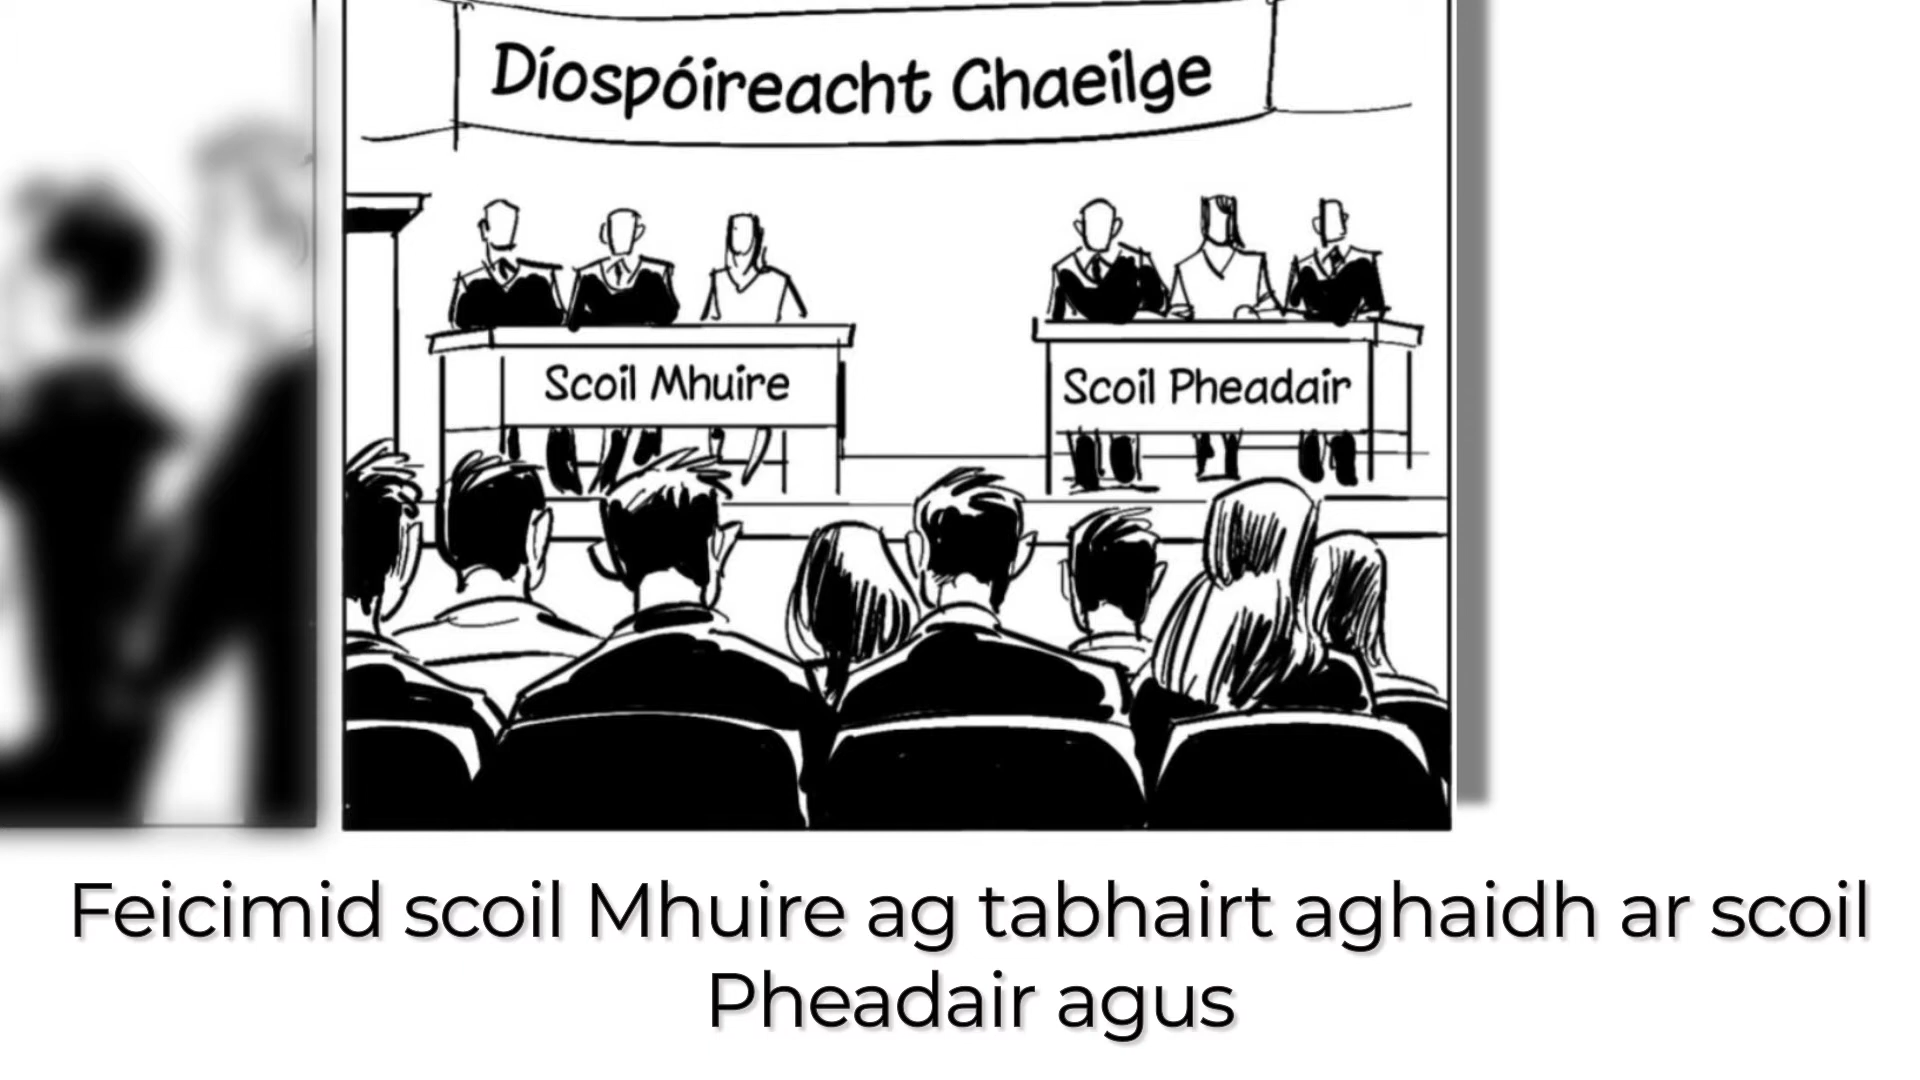 Díospóireacht Ghaeilge
Scoil Mhuire
Scoil Pheadair
Feicimid scoil Mhuire ag tabhairt aghaidh ar scoil
Pheadair agus